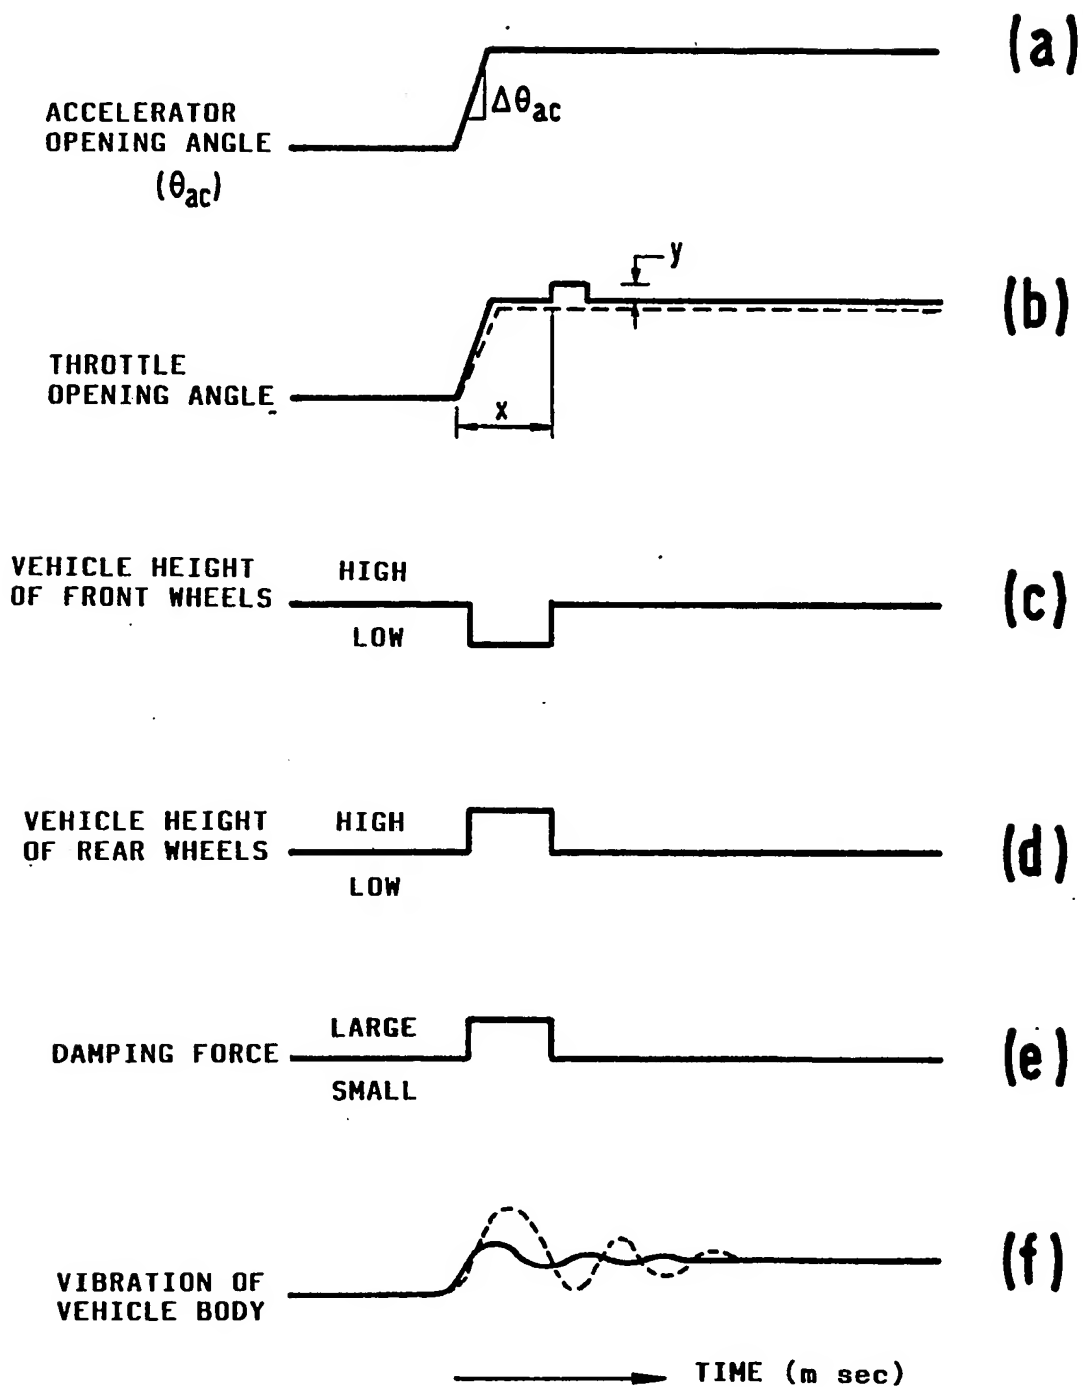 (a)
Δθac
ACCELERATOR
OPENING ANGLE
(θac)
y
(b)
THROTTLE
OPENING ANGLE
x
VEHICLE HEIGHT
OF FRONT WHEELS
HIGH
LOW
(c)
VEHICLE HEIGHT
OF REAR WHEELS
HIGH
LOW
(d)
DAMPING FORCE
LARGE
SMALL
(e)
VIBRATION OF
VEHICLE BODY
(f)
TIME (m sec)